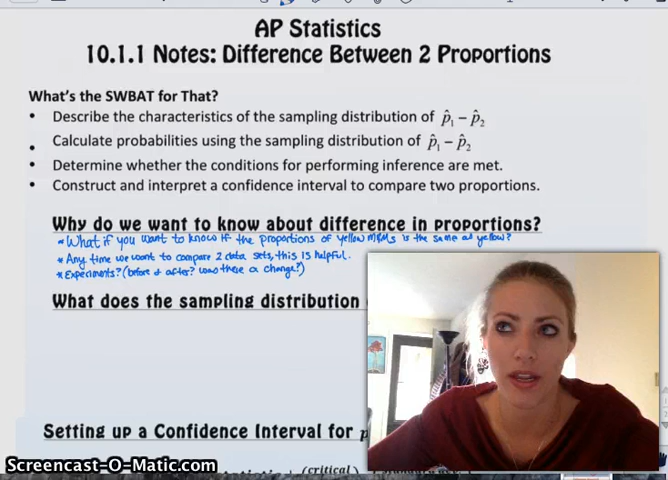 AP Statistics
10.1.1 Notes: Difference Between 2 Proportions
What's the SWBAT for That?
• Describe the characteristics of the sampling distribution of p̂₁ − p̂₂
• Calculate probabilities using the sampling distribution of p̂₁ − p̂₂
• Determine whether the conditions for performing inference are met.
• Construct and interpret a confidence interval to compare two proportions.
Why do we want to know about difference in proportions?
* What if you want to know if the proportions of yellow M&Ms is the same as yellow?
* Any time we want to compare 2 data sets, this is helpful.
* Experiments? (before & after? was there a change?)
What does the sampling distribution
Setting up a Confidence Interval for p
(critical)
Screencast-O-Matic.com